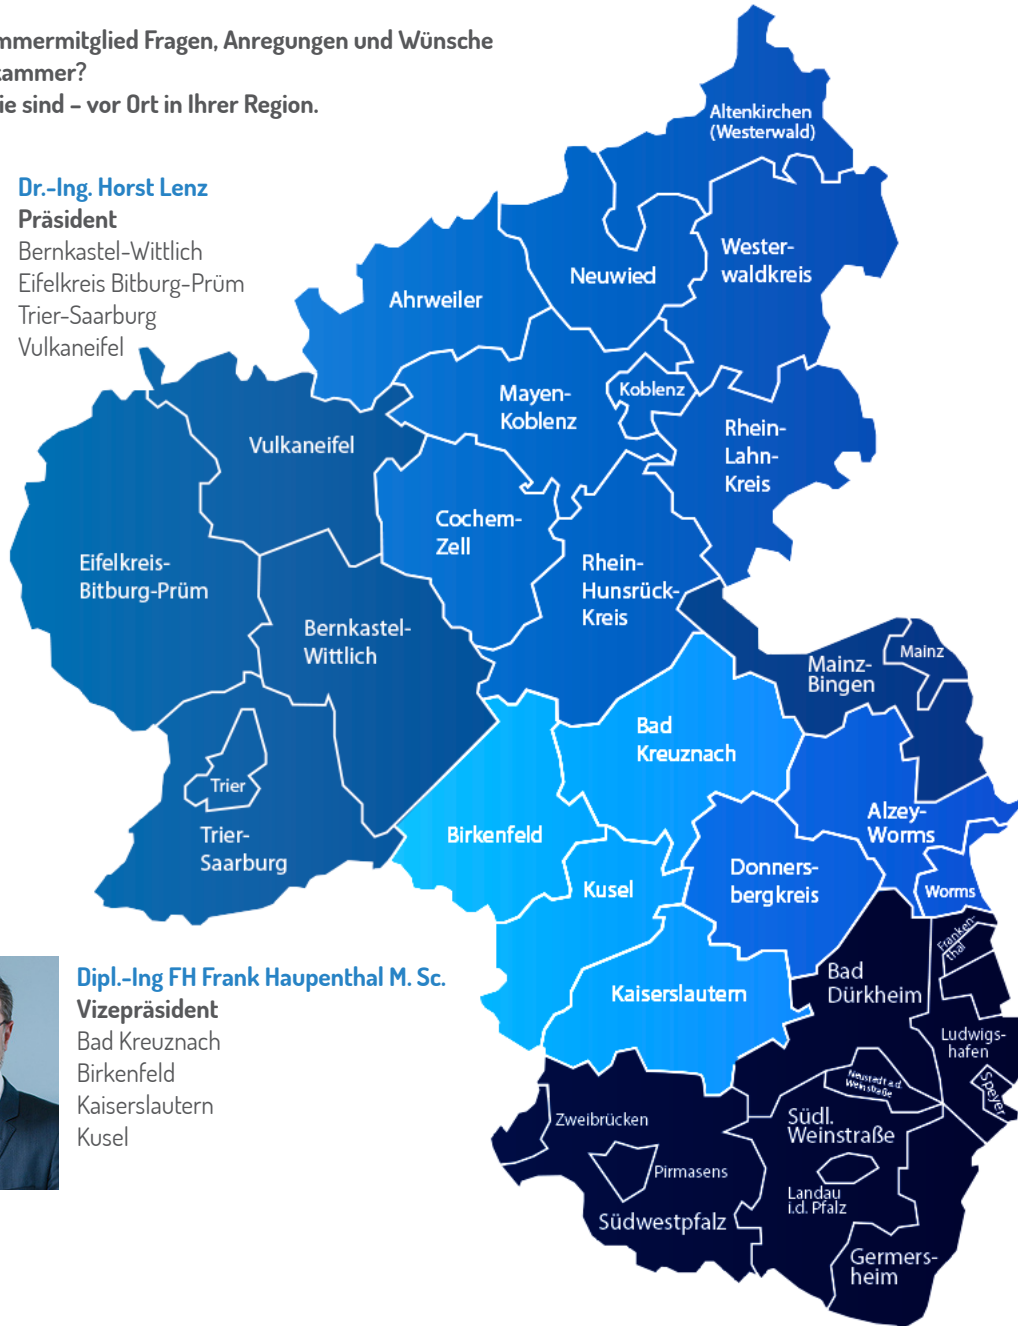 mmermitglied Fragen, Anregungen und Wünsche
kammer?
ie sind – vor Ort in Ihrer Region.
Dr.-Ing. Horst Lenz
Präsident
Bernkastel-Wittlich
Eifelkreis Bitburg-Prüm
Trier-Saarburg
Vulkaneifel
Altenkirchen
(Westerwald)
Wester-
waldkreis
Neuwied
Ahrweiler
Mayen-
Koblenz
Koblenz
Rhein-
Lahn-
Kreis
Vulkaneifel
Cochem-
Zell
Eifelkreis-
Bitburg-Prüm
Rhein-
Hunsrück-
Kreis
Bernkastel-
Wittlich
Mainz-
Bingen
Mainz
Bad
Kreuznach
Trier
Trier-
Saarburg
Birkenfeld
Alzey-
Worms
Kusel
Donners-
bergkreis
Worms
Franken-
thal
Bad
Dürkheim
Kaiserslautern
Ludwigs-
hafen
Speyer
Neustadt a.d.
Weinstraße
Zweibrücken
Südl.
Weinstraße
Pirmasens
Landau
i.d. Pfalz
Südwestpfalz
Germers-
heim
Dipl.-Ing FH Frank Haupenthal M. Sc.
Vizepräsident
Bad Kreuznach
Birkenfeld
Kaiserslautern
Kusel